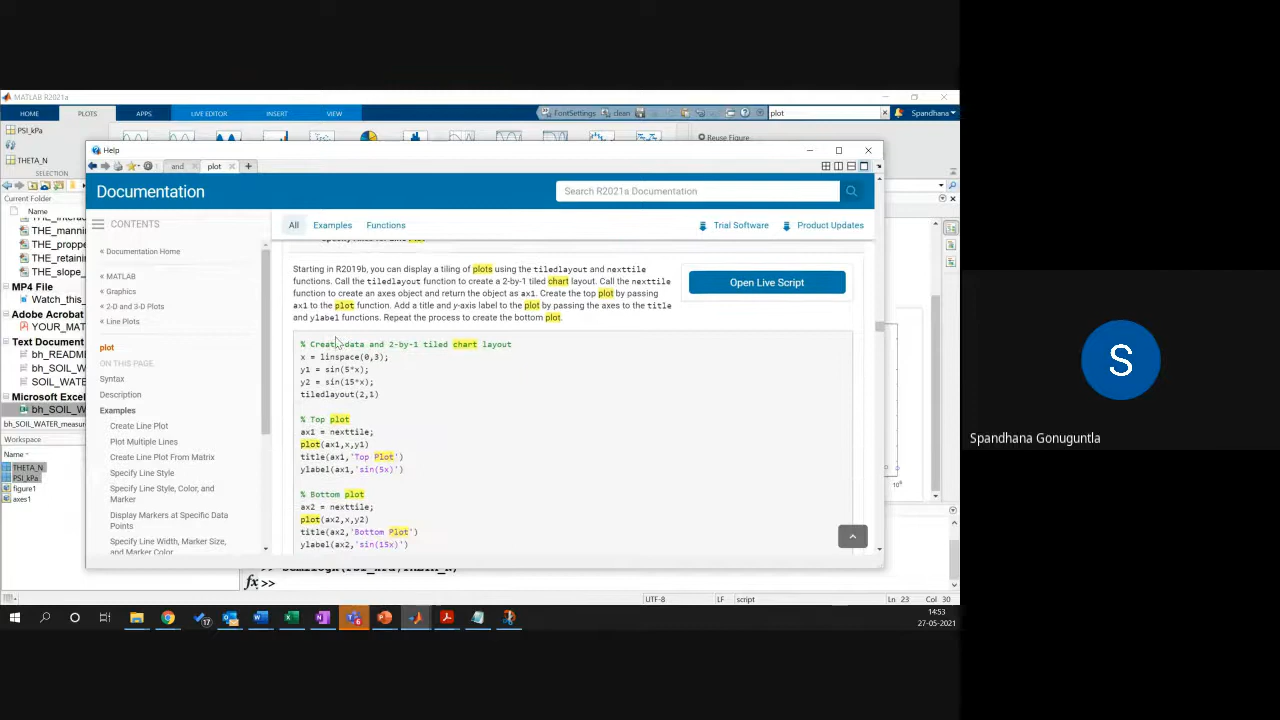 MATLAB R2021a
HOME PLOTS APPS LIVE EDITOR INSERT VIEW FontSettings clean plot Spandhana
PSI_kPa
THETA_N
SELECTION
Reuse Figure
Current Folder
Name
THE_mannin
THE_proppe
THE_retaini
THE_slope_
MP4 File
Watch_this_
Adobe Acrobat
YOUR_MAT
Text Document
bh_READM
bh_SOIL_W
SOIL_WATE
Microsoft Exce
bh_SOIL_W
bh_SOIL_WATER_measur
Workspace
Name
THETA_N
PSI_kPa
figure1
axes1
Help
and plot
Documentation
Search R2021a Documentation
CONTENTS
All Examples Functions
Trial Software Product Updates
« Documentation Home
« MATLAB
« Graphics
« 2-D and 3-D Plots
« Line Plots
plot
ON THIS PAGE
Syntax
Description
Examples
Create Line Plot
Plot Multiple Lines
Create Line Plot From Matrix
Specify Line Style
Specify Line Style, Color, and
Marker
Display Markers at Specific Data
Points
Specify Line Width, Marker Size,
and Marker Color
Starting in R2019b, you can display a tiling of plots using the tiledlayout and nexttile
functions. Call the tiledlayout function to create a 2-by-1 tiled chart layout. Call the nexttile
function to create an axes object and return the object as ax1. Create the top plot by passing
ax1 to the plot function. Add a title and y-axis label to the plot by passing the axes to the title
and ylabel functions. Repeat the process to create the bottom plot.
Open Live Script
% Create data and 2-by-1 tiled chart layout
x = linspace(0,3);
y1 = sin(5*x);
y2 = sin(15*x);
tiledlayout(2,1)
% Top plot
ax1 = nexttile;
plot(ax1,x,y1)
title(ax1,'Top Plot')
ylabel(ax1,'sin(5x)')
% Bottom plot
ax2 = nexttile;
plot(ax2,x,y2)
title(ax2,'Bottom Plot')
ylabel(ax2,'sin(15x)')
fx >>
UTF-8 LF script Ln 23 Col 30
17
14:53
27-05-2021
S
Spandhana Gonuguntla